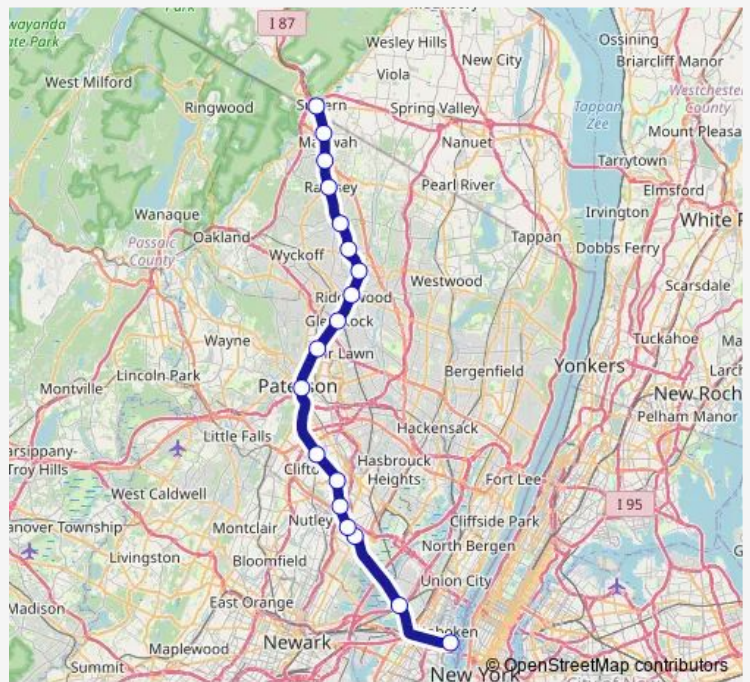 wayanda
ate Park
Park
I 87
Wesley Hills
Ossining
New City
Briarcliff Manor
West Milford
Viola
Ringwood
Spring Valley
Tappan
Zee
Westchester
County
Mount Pleasa
Nanuet
Tarrytown
Pearl River
Elmsford
Wanaque
Irvington
White P
Passaic
County
Oakland
Tappan
Dobbs Ferry
Wyckoff
Westwood
Scarsdale
Wayne
Tuckahoe
Ma
Lincoln Park
Bergenfield
Yonkers
Larch
Montville
New Roch
Pelham Manor
Little Falls
Hackensack
arsippany-
Troy Hills
Hasbrouck
Heights
Fort Lee
West Caldwell
I 95
anover Township
Montclair
Nutley
Cliffside Park
Livingston
Bloomfield
North Bergen
Union City
East Orange
Madison
Maplewood
Newark
Summit
New York
© OpenStreetMap contributors